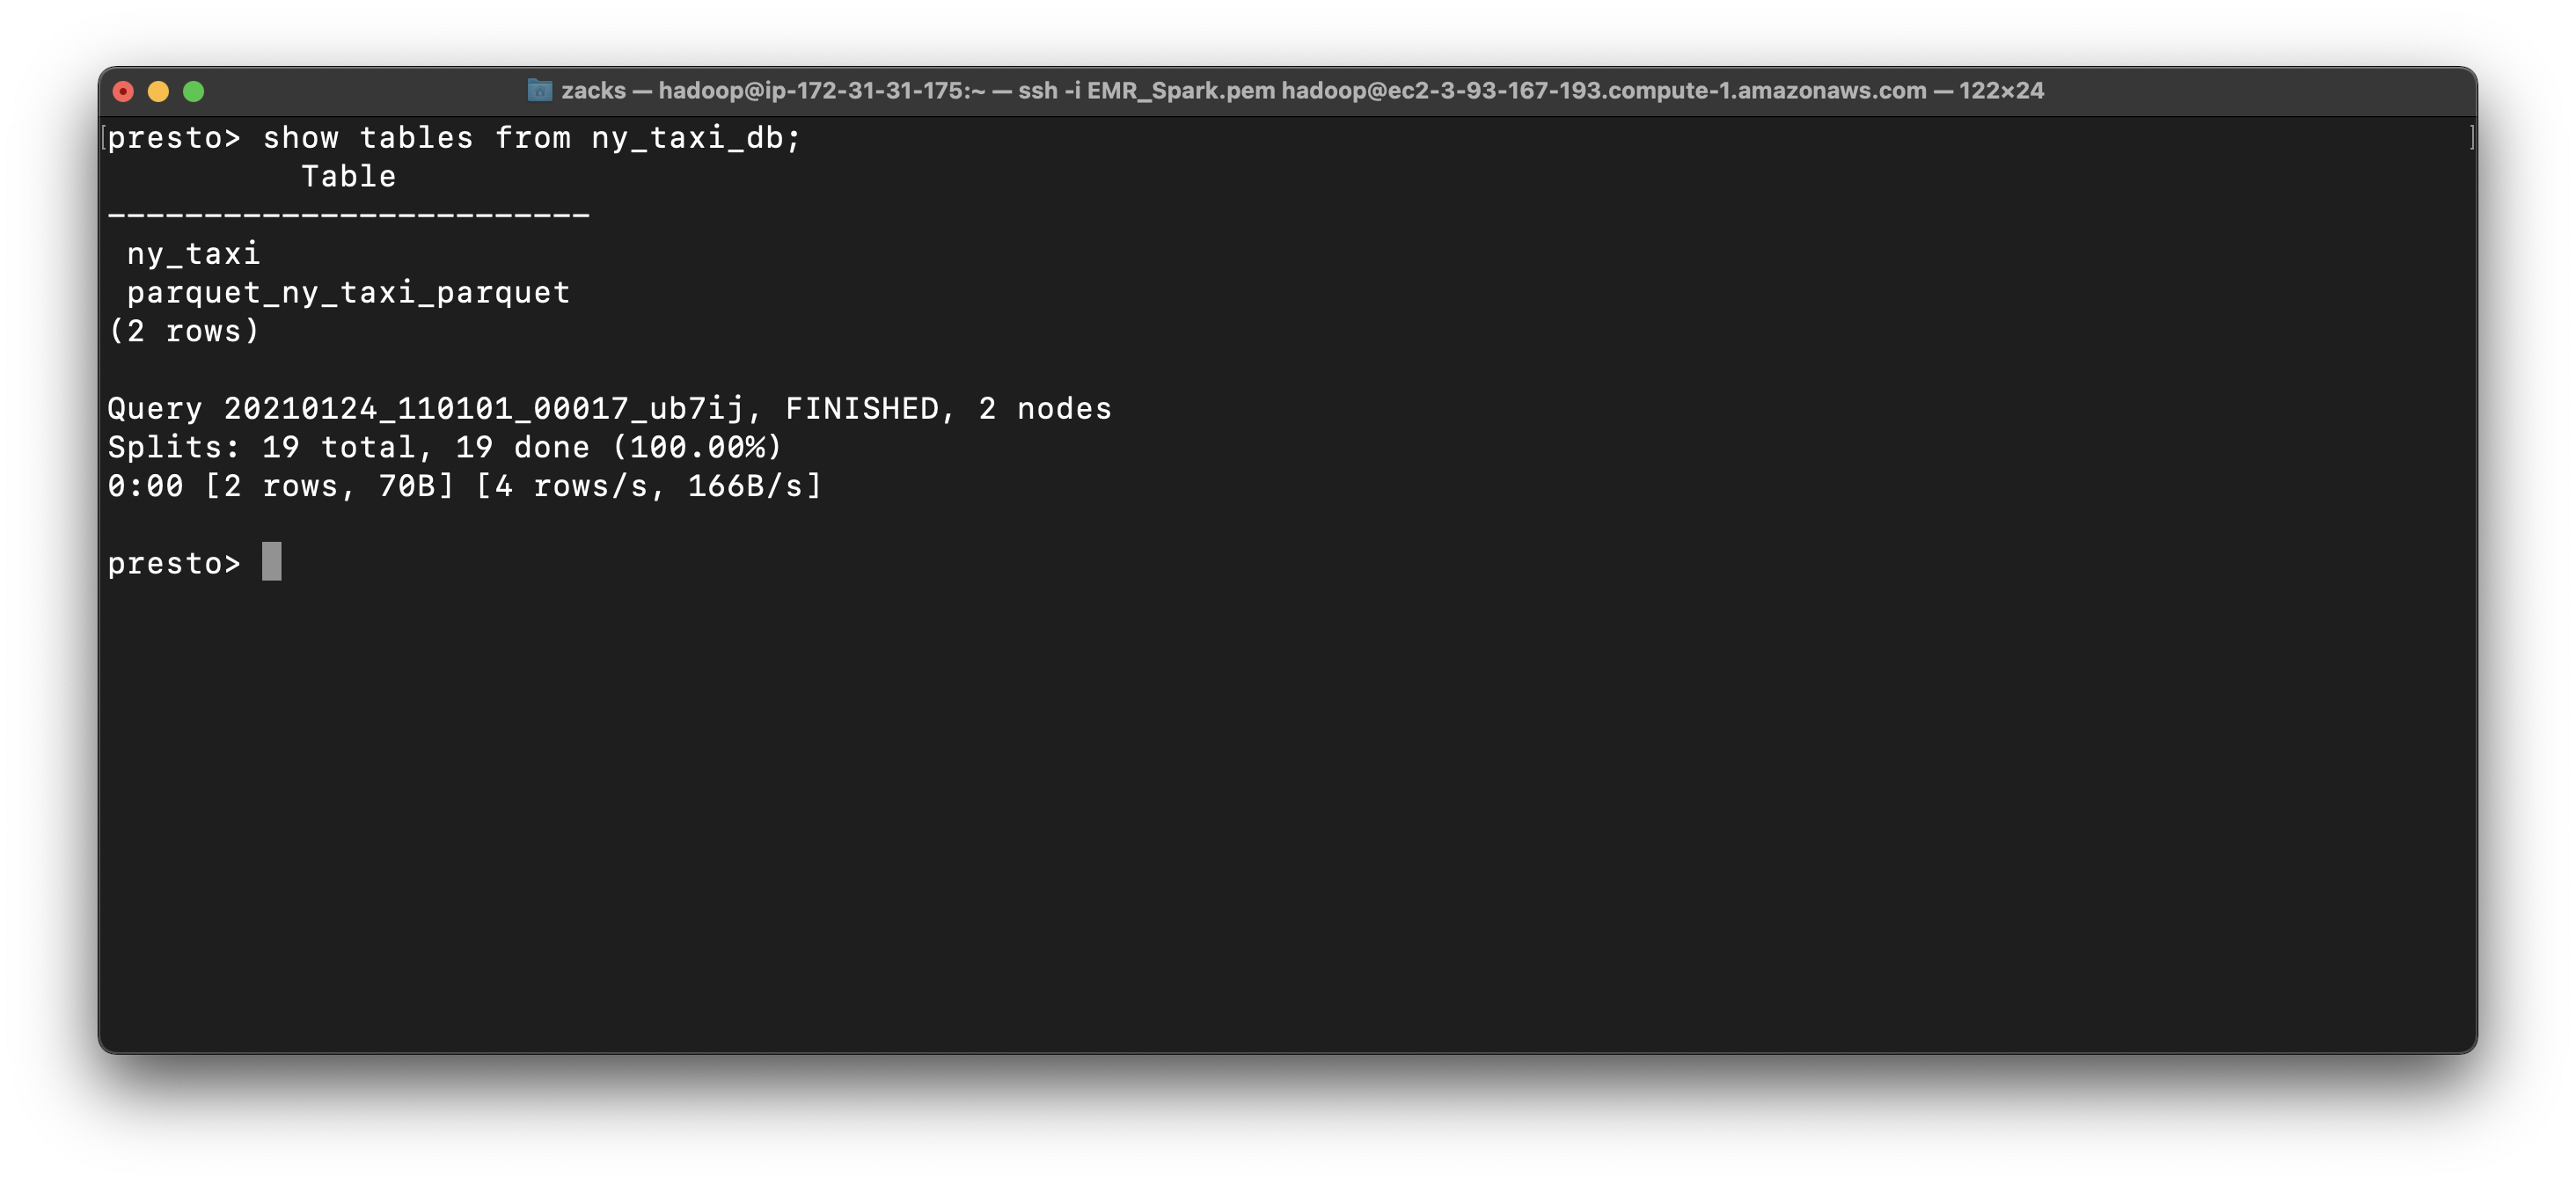 zacks — hadoop@ip-172-31-31-175:~ — ssh -i EMR_Spark.pem hadoop@ec2-3-93-167-193.compute-1.amazonaws.com — 122×24
[presto> show tables from ny_taxi_db; ]
Table
-------------------------
ny_taxi
parquet_ny_taxi_parquet
(2 rows)
Query 20210124_110101_00017_ub7ij, FINISHED, 2 nodes
Splits: 19 total, 19 done (100.00%)
0:00 [2 rows, 70B] [4 rows/s, 166B/s]
presto>